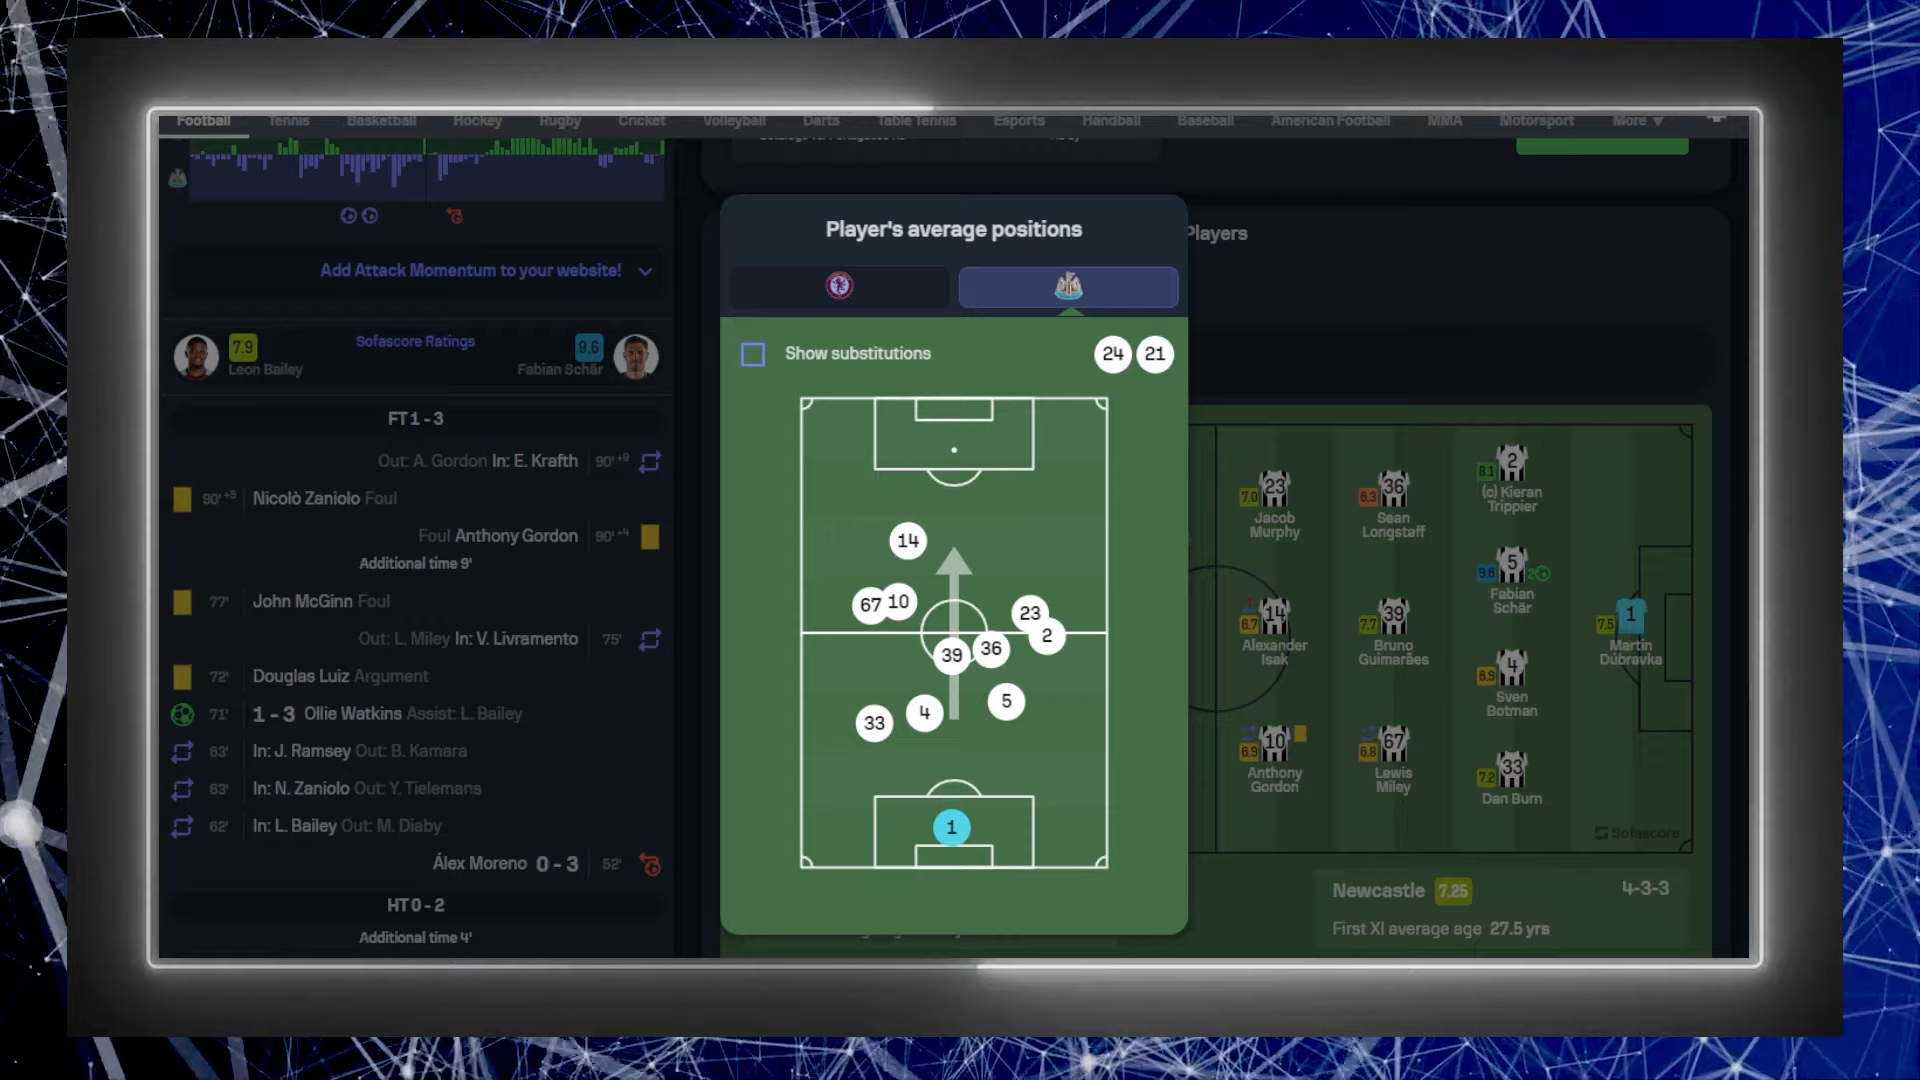 Football Tennis Basketball Hockey Rugby Cricket Volleyball Darts Table Tennis Esports Handball Baseball American Football MMA Motorsport More
Add Attack Momentum to your website!
7.9
Leon Bailey
Sofascore Ratings
9.6
Fabian Schär
FT 1 - 3
Out: A. Gordon In: E. Krafth 90' +9
90' +5 Nicolò Zaniolo Foul
Foul Anthony Gordon 90' +4
Additional time 9'
77' John McGinn Foul
Out: L. Miley In: V. Livramento 75'
72' Douglas Luiz Argument
71' 1 - 3 Ollie Watkins Assist: L. Bailey
63' In: J. Ramsey Out: B. Kamara
63' In: N. Zaniolo Out: Y. Tielemans
62' In: L. Bailey Out: M. Diaby
Álex Moreno 0 - 3 52'
HT 0 - 2
Additional time 4'
Player's average positions
Show substitutions
24 21
14
67 10
23
2
36
39
5
4
33
1
Players
23
7.0
Jacob
Murphy
36
6.3
Sean
Longstaff
2
8.1
(c) Kieran
Trippier
5
9.6
2
Fabian
Schär
14
6.7
Alexander
Isak
39
7.7
Bruno
Guimarães
4
6.9
Sven
Botman
1
7.5
Martin
Dúbravka
10
6.9
Anthony
Gordon
67
6.8
Lewis
Miley
33
7.2
Dan Burn
Sofascore
Newcastle 7.25 4-3-3
First XI average age 27.5 yrs